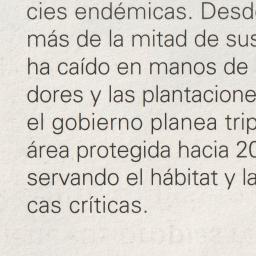 cies endémicas. Desde
más de la mitad de sus
ha caído en manos de
dores y las plantacione
el gobierno planea trip
área protegida hacia 20
servando el hábitat y la
cas críticas.